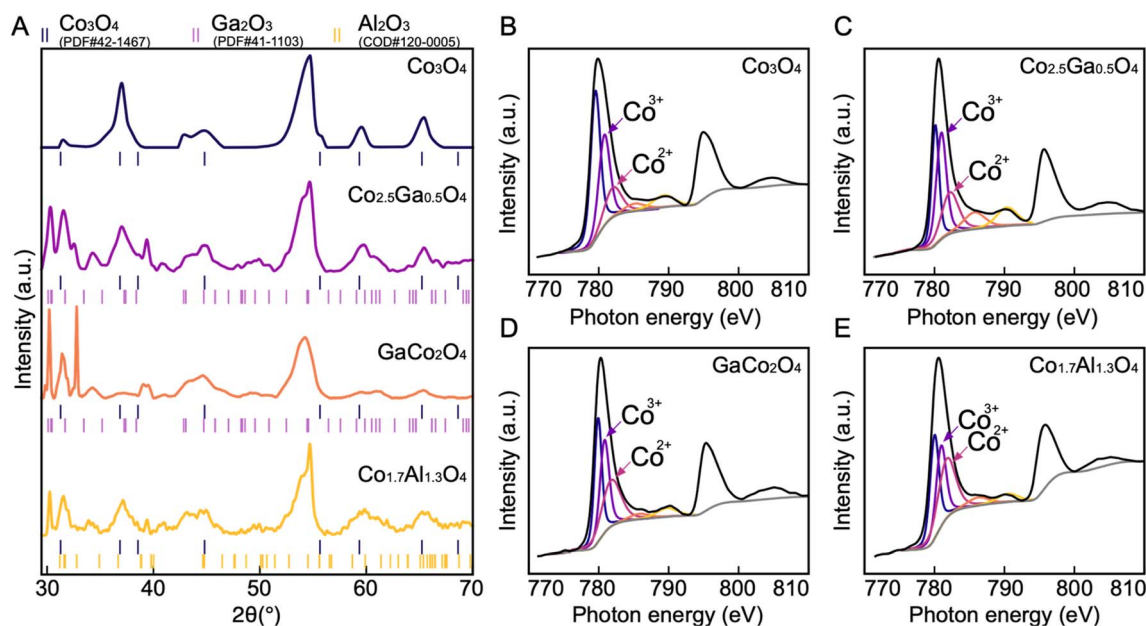 A
Co₃O₄
(PDF#42-1467)
Ga₂O₃
(PDF#41-1103)
Al₂O₃
(COD#120-0005)
Co₃O₄
Co₂.₅Ga₀.₅O₄
GaCo₂O₄
Co₁.₇Al₁.₃O₄
Intensity (a.u.)
30
40
50
60
70
2θ(°)
B
Co₃O₄
Co³⁺
Co²⁺
Intensity (a.u.)
770 780 790 800 810
Photon energy (eV)
C
Co₂.₅Ga₀.₅O₄
Co³⁺
Co²⁺
Intensity (a.u.)
770 780 790 800 810
Photon energy (eV)
D
GaCo₂O₄
Co³⁺
Co²⁺
Intensity (a.u.)
770 780 790 800 810
Photon energy (eV)
E
Co₁.₇Al₁.₃O₄
Co³⁺
Co²⁺
Intensity (a.u.)
770 780 790 800 810
Photon energy (eV)